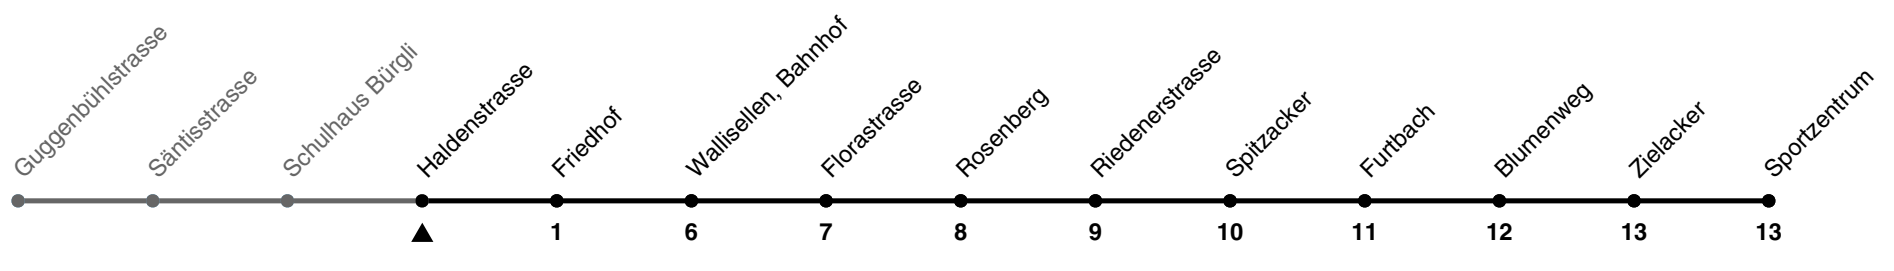 Guggenbühlstrasse
Säntisstrasse
Schulhaus Bürgli
Haldenstrasse
Friedhof
Wallisellen, Bahnhof
Florastrasse
Rosenberg
Riedenerstrasse
Spitzacker
Furtbach
Blumenweg
Zielacker
Sportzentrum
1 6 7 8 9 10 11 12 13 13